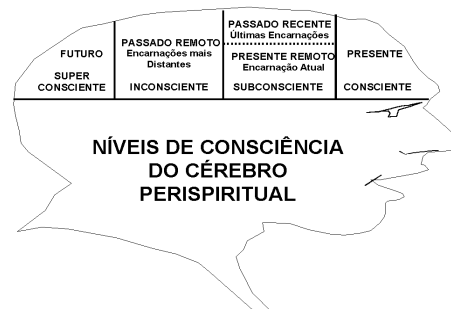 FUTURO
SUPER
CONSCIENTE
PASSADO REMOTO
Encarnações mais
Distantes
INCONSCIENTE
PASSADO RECENTE
Últimas Encarnações
PRESENTE REMOTO
Encarnação Atual
SUBCONSCIENTE
PRESENTE
CONSCIENTE
NÍVEIS DE CONSCIÊNCIA
DO CÉREBRO
PERISPIRITUAL